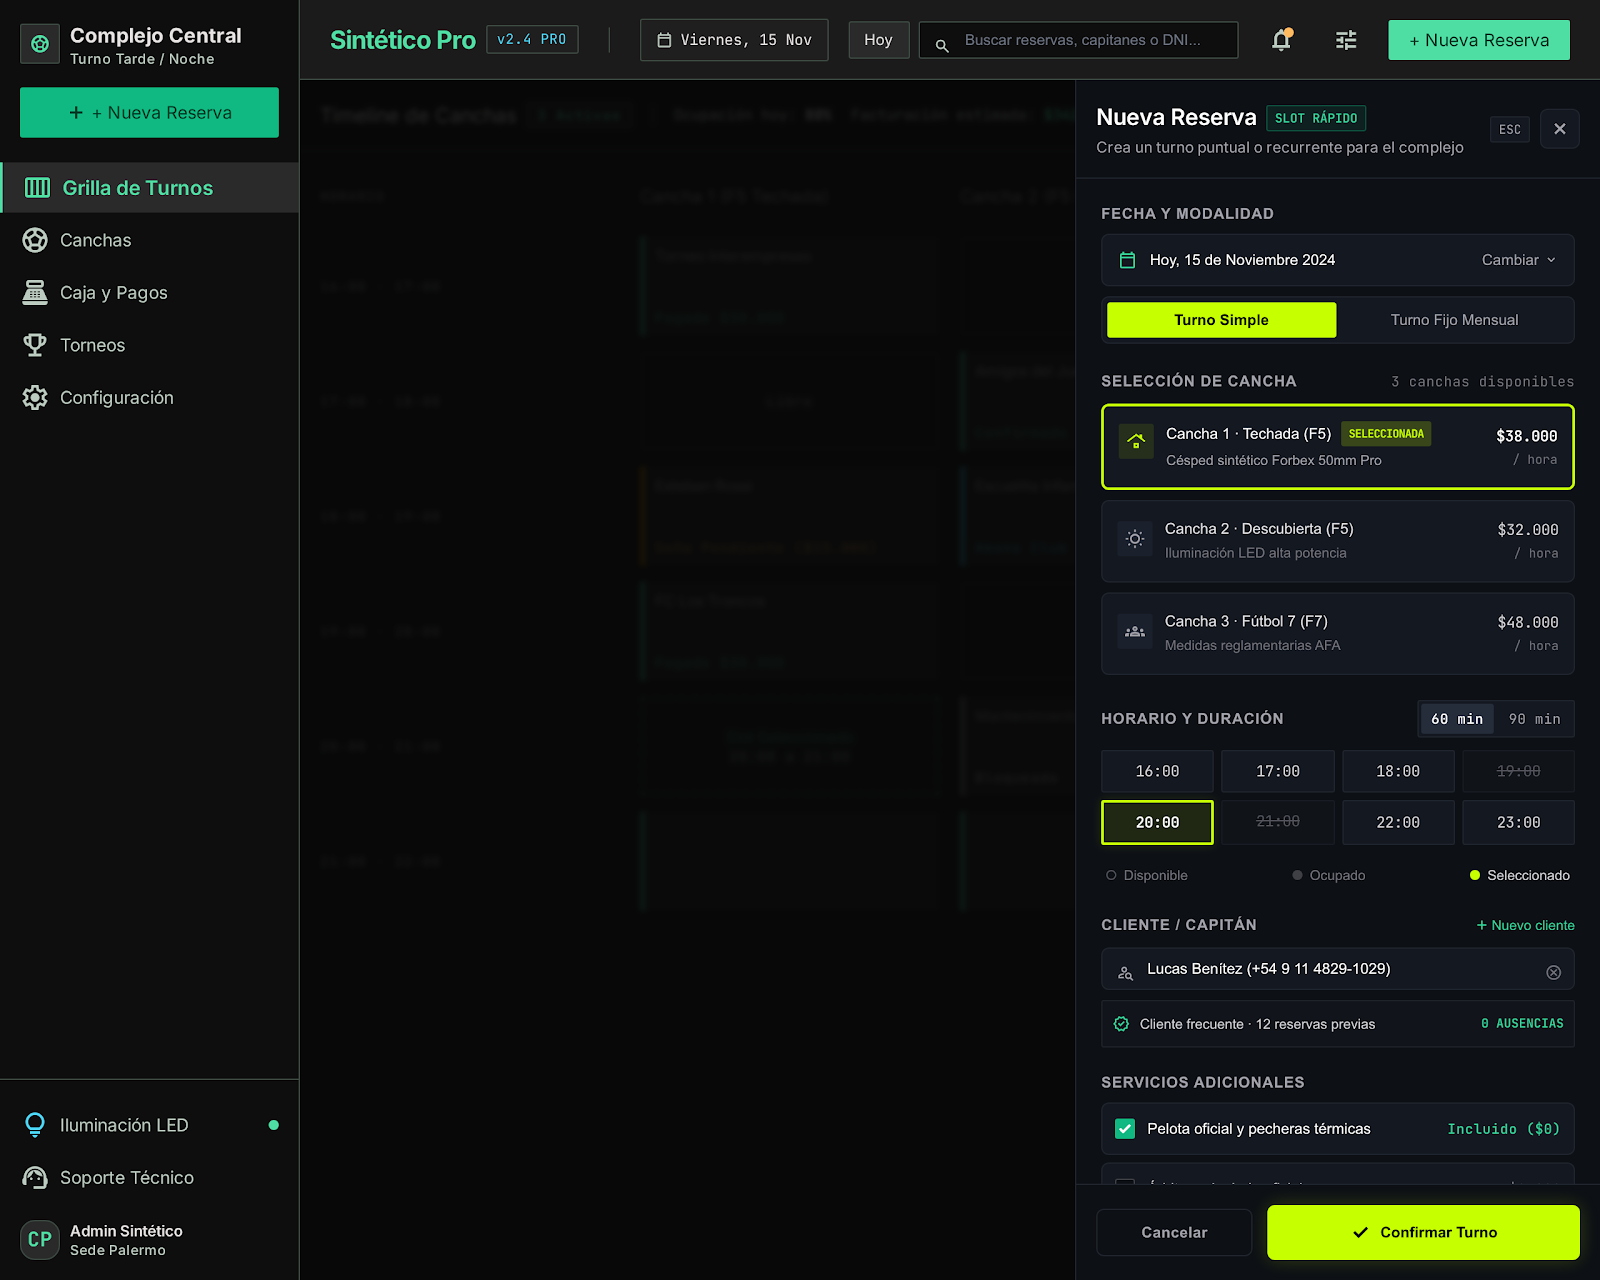 Complejo Central
Turno Tarde / Noche
+ + Nueva Reserva
Grilla de Turnos
Canchas
Caja y Pagos
Torneos
Configuración
Iluminación LED
Soporte Técnico
CP
Admin Sintético
Sede Palermo
Sintético Pro
v2.4 PRO
Viernes, 15 Nov
Hoy
Buscar reservas, capitanes o DNI...
+ Nueva Reserva
Timeline de Canchas
Nueva Reserva
SLOT RÁPIDO
Crea un turno puntual o recurrente para el complejo
ESC
FECHA Y MODALIDAD
Hoy, 15 de Noviembre 2024
Cambiar
Turno Simple
Turno Fijo Mensual
SELECCIÓN DE CANCHA
3 canchas disponibles
Cancha 1 · Techada (F5)
SELECCIONADA
Césped sintético Forbex 50mm Pro
$38.000
/ hora
Cancha 2 · Descubierta (F5)
Iluminación LED alta potencia
$32.000
/ hora
Cancha 3 · Fútbol 7 (F7)
Medidas reglamentarias AFA
$48.000
/ hora
HORARIO Y DURACIÓN
60 min
90 min
16:00
17:00
18:00
19:00
20:00
21:00
22:00
23:00
Disponible
Ocupado
Seleccionado
CLIENTE / CAPITÁN
+ Nuevo cliente
Lucas Benítez (+54 9 11 4829-1029)
Cliente frecuente · 12 reservas previas
0 AUSENCIAS
SERVICIOS ADICIONALES
Pelota oficial y pecheras térmicas
Incluido ($0)
Cancelar
Confirmar Turno